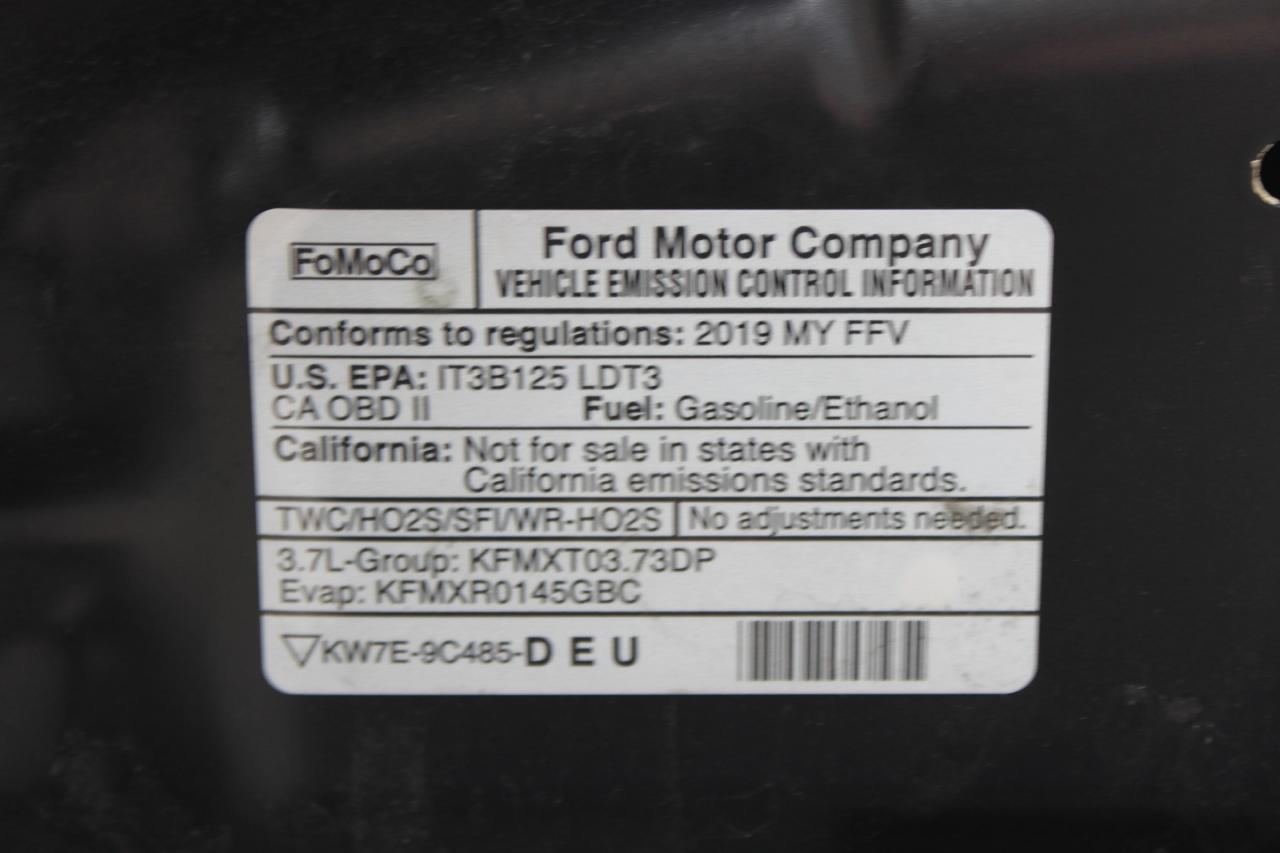 FoMoCo
Ford Motor Company
VEHICLE EMISSION CONTROL INFORMATION
Conforms to regulations: 2019 MY FFV
U.S. EPA: IT3B125 LDT3
CA OBD II Fuel: Gasoline/Ethanol
California: Not for sale in states with
California emissions standards.
TWC/HO2S/SFI/WR-HO2S No adjustments needed.
3.7L-Group: KFMXT03.73DP
Evap: KFMXR0145GBC
KW7E-9C485-DEU